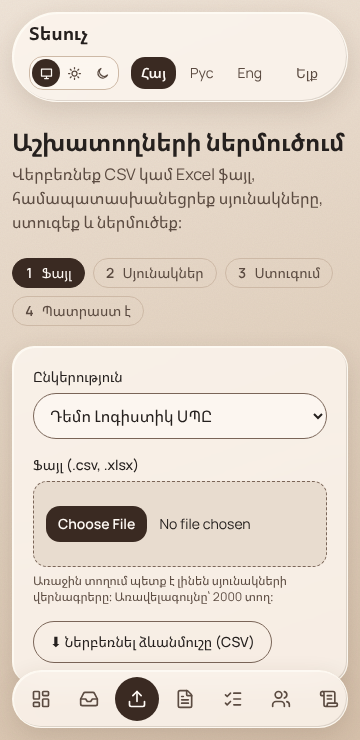 Տեսուչ
Հայ Рус Eng Ելք
Աշխատողների ներմուծում
Վերբեռնեք CSV կամ Excel ֆայլ,
համապատասխանեցրեք սյունակները,
ստուգեք և ներմուծեք:
1 Ֆայլ 2 Սյունակներ 3 Ստուգում
4 Պատրաստ է
Ընկերություն
Դեմո Լոգիստիկ ՍՊԸ
Ֆայլ (.csv, .xlsx)
Choose File No file chosen
Առաջին տողում պետք է լինեն սյունակների
վերնագրերը: Առավելագույնը՝ 2000 տող:
⬇ Ներբեռնել ձևանմուշը (CSV)